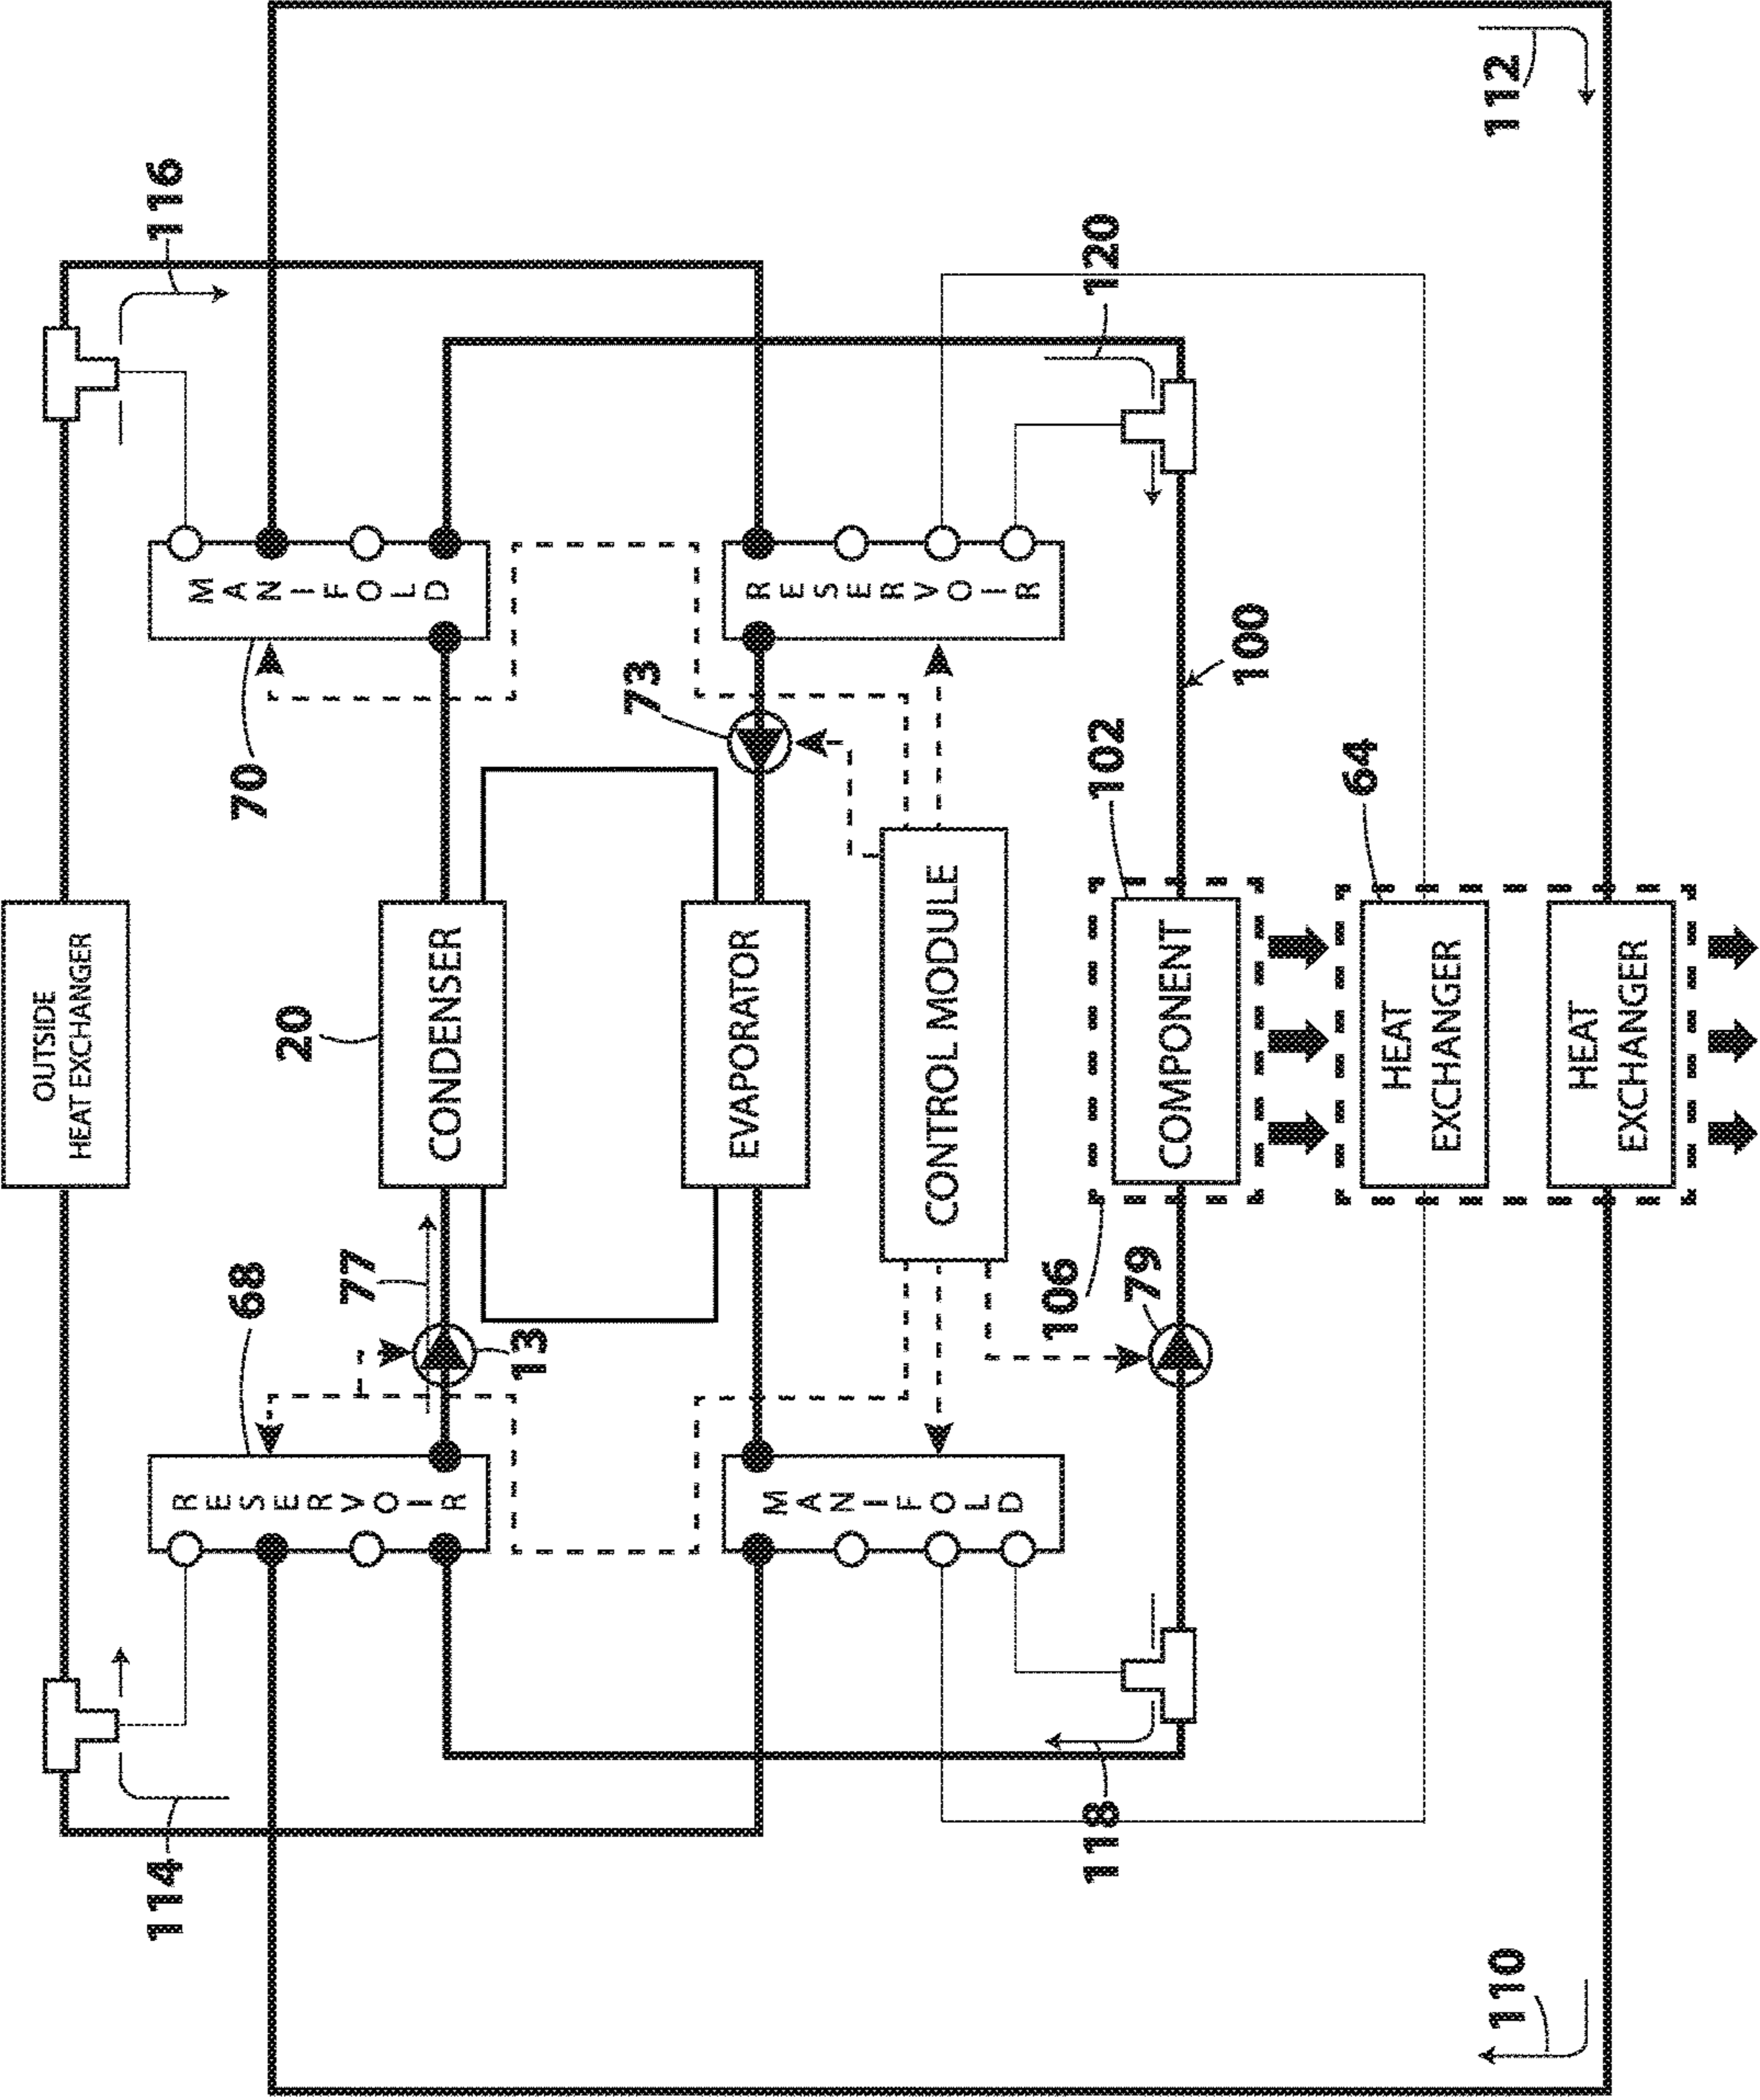 112
116
120
MANIFOLD
RESERVOIR
70
73
100
102
64
OUTSIDE
HEAT EXCHANGER
20
CONDENSER
EVAPORATOR
CONTROL MODULE
COMPONENT
HEAT
EXCHANGER
HEAT
EXCHANGER
68
77
13
106
79
RESERVOIR
MANIFOLD
114
118
110